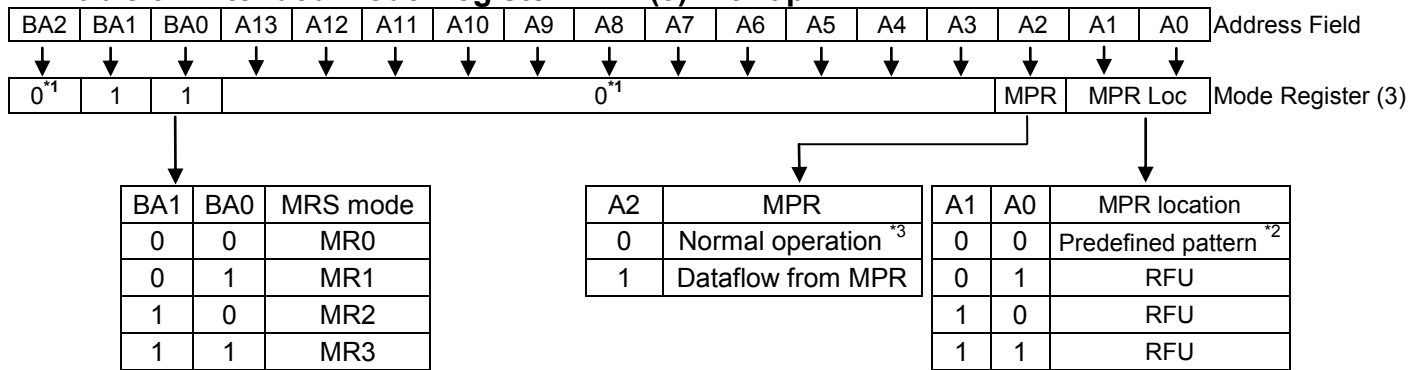 BA2 BA1 BA0 A13 A12 A11 A10 A9 A8 A7 A6 A5 A4 A3 A2 A1 A0 Address Field
0*1 1 1 0*1 MPR MPR Loc Mode Register (3)
BA1 BA0 MRS mode
0 0 MR0
0 1 MR1
1 0 MR2
1 1 MR3
A2 MPR
0 Normal operation *3
1 Dataflow from MPR
A1 A0 MPR location
0 0 Predefined pattern *2
0 1 RFU
1 0 RFU
1 1 RFU